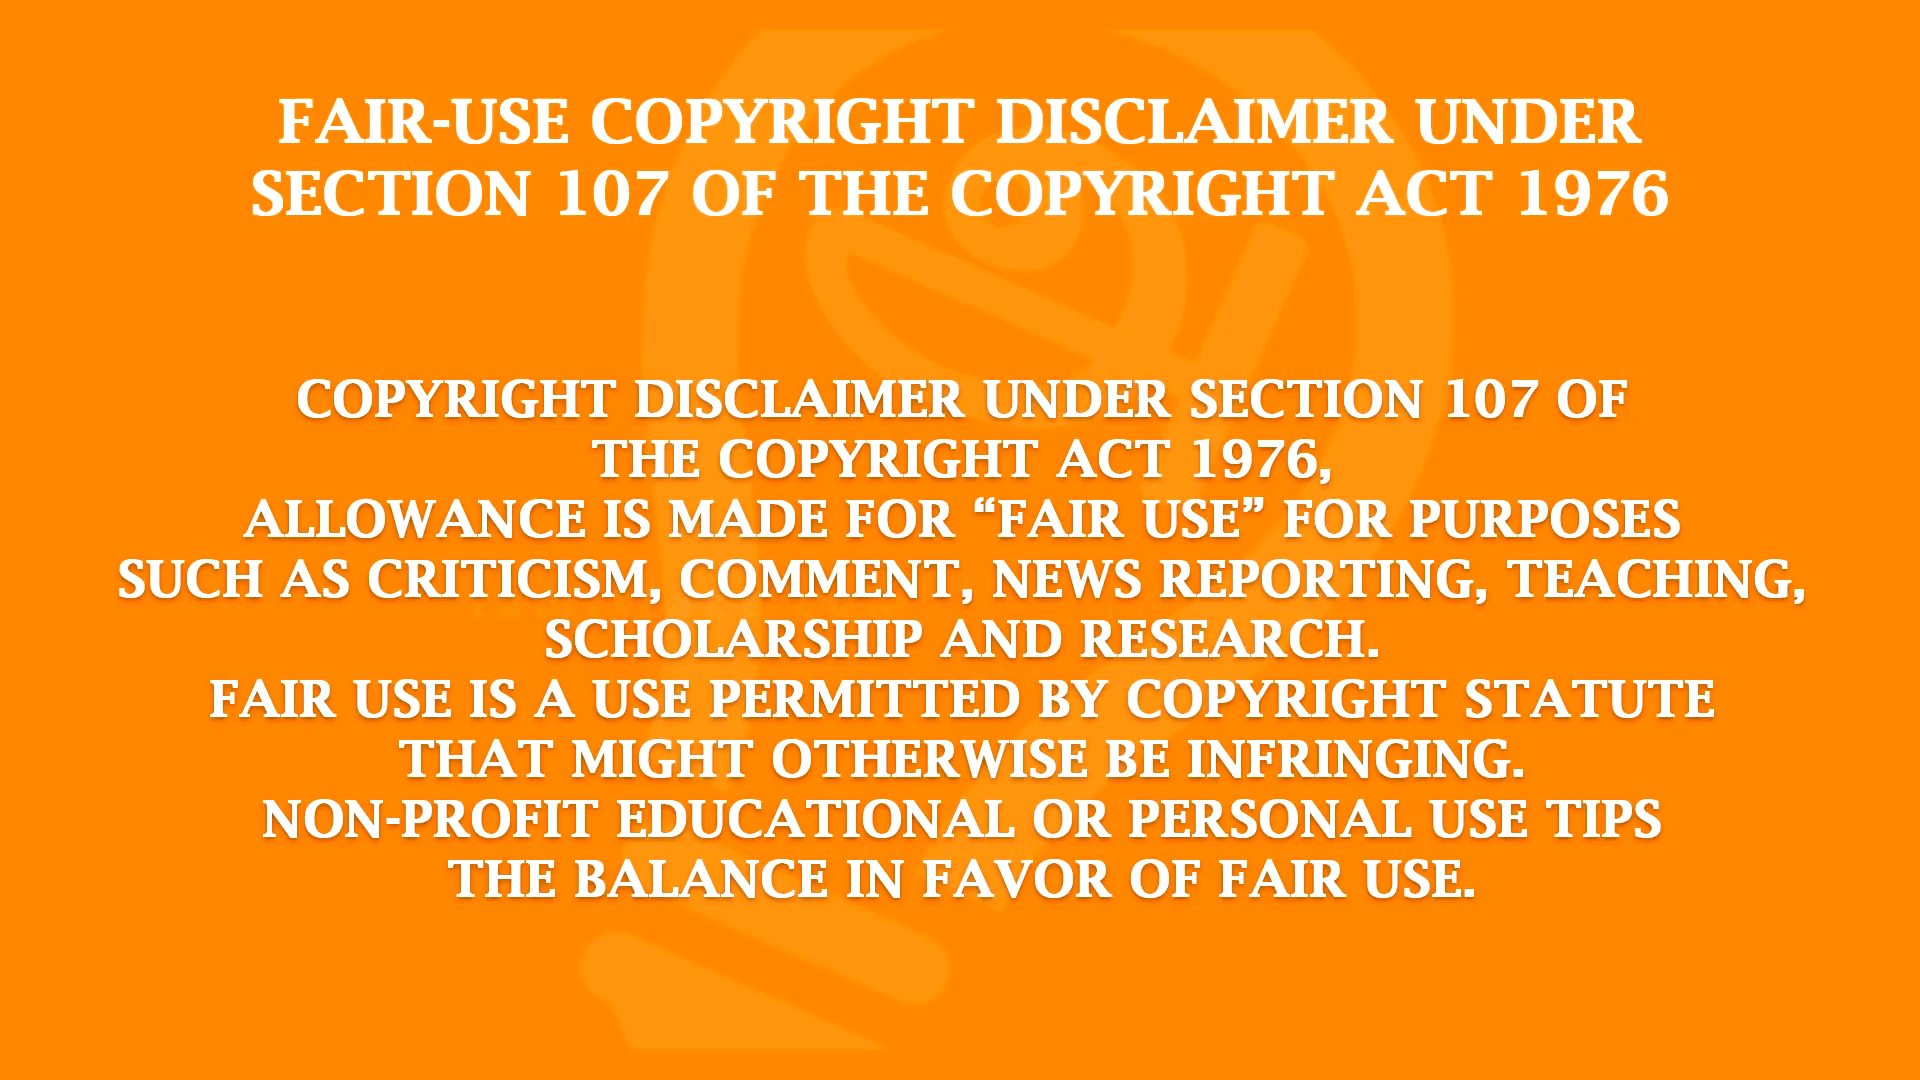 FAIR-USE COPYRIGHT DISCLAIMER UNDER
SECTION 107 OF THE COPYRIGHT ACT 1976
COPYRIGHT DISCLAIMER UNDER SECTION 107 OF
THE COPYRIGHT ACT 1976,
ALLOWANCE IS MADE FOR “FAIR USE” FOR PURPOSES
SUCH AS CRITICISM, COMMENT, NEWS REPORTING, TEACHING,
SCHOLARSHIP AND RESEARCH.
FAIR USE IS A USE PERMITTED BY COPYRIGHT STATUTE
THAT MIGHT OTHERWISE BE INFRINGING.
NON-PROFIT EDUCATIONAL OR PERSONAL USE TIPS
THE BALANCE IN FAVOR OF FAIR USE.